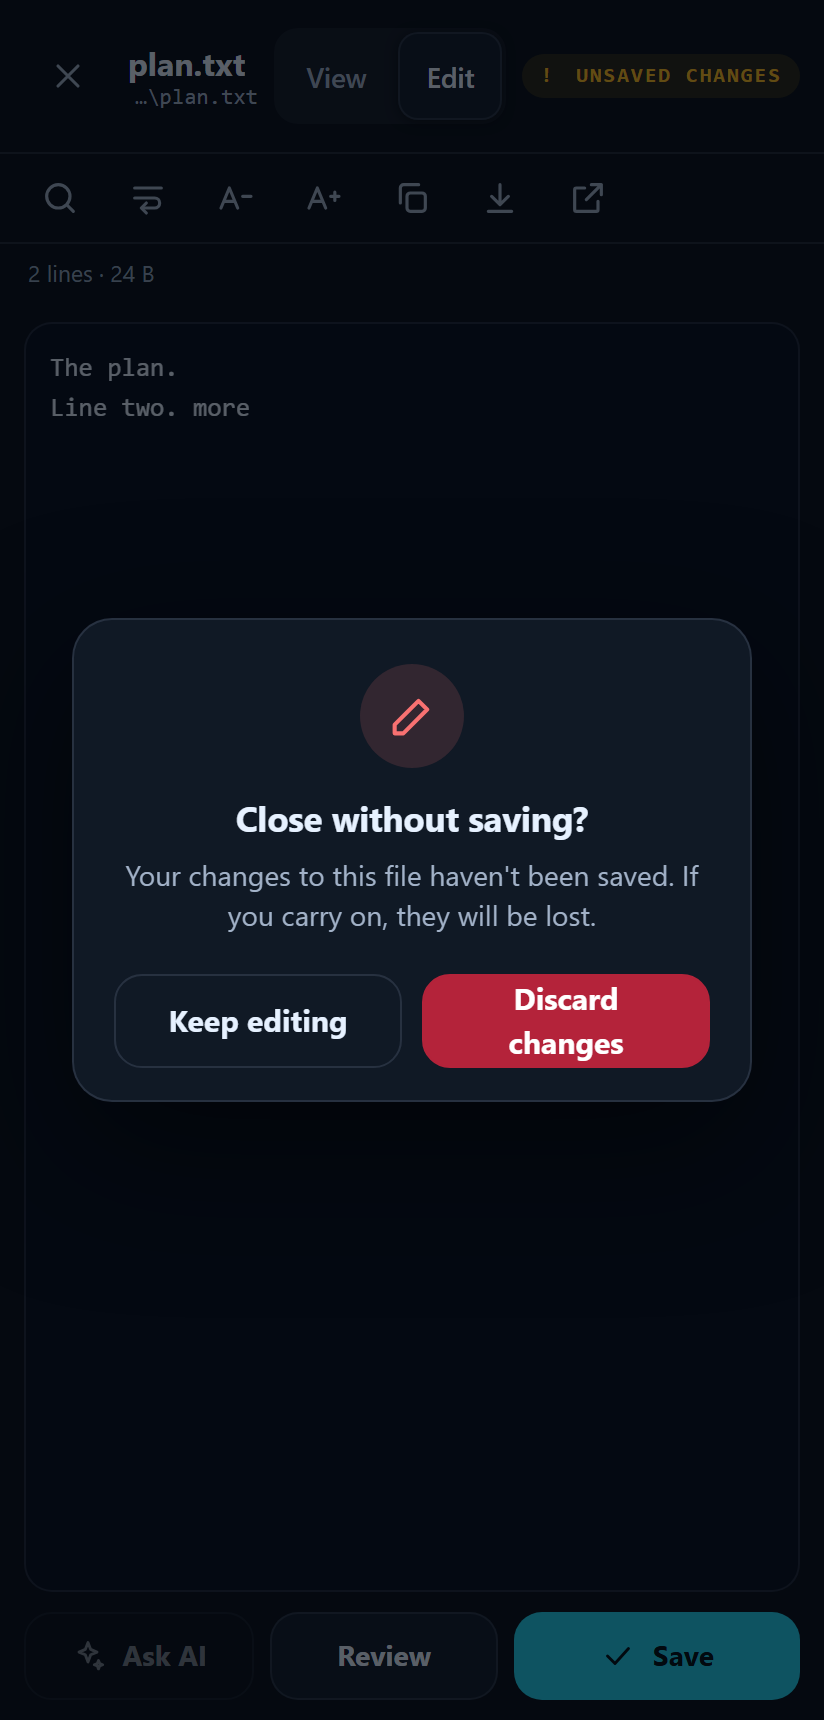 plan.txt
…\plan.txt
View
Edit
! UNSAVED CHANGES
A−
A+
2 lines · 24 B
The plan.
Line two. more
Close without saving?
Your changes to this file haven't been saved. If
you carry on, they will be lost.
Keep editing
Discard
changes
Ask AI
Review
Save